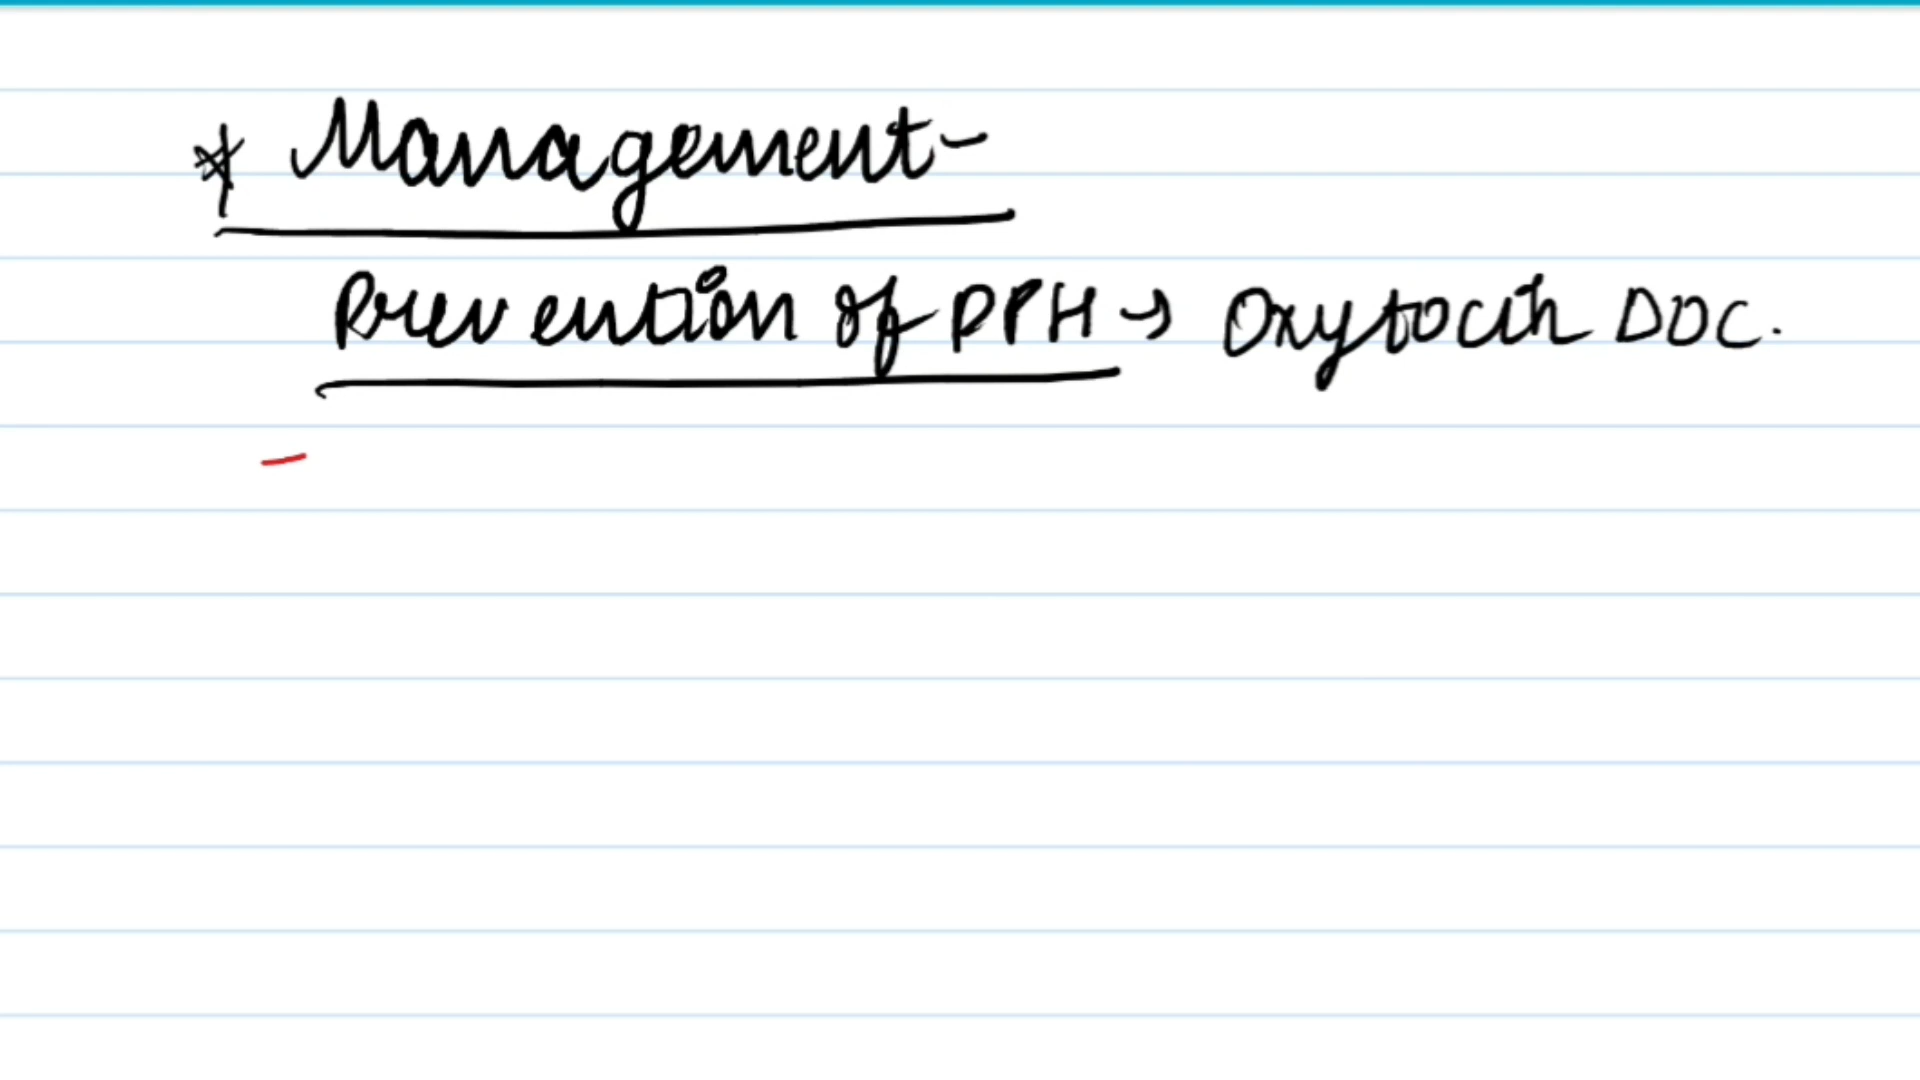 * Management-
Prevention of PPH → Oxytocin DOC.